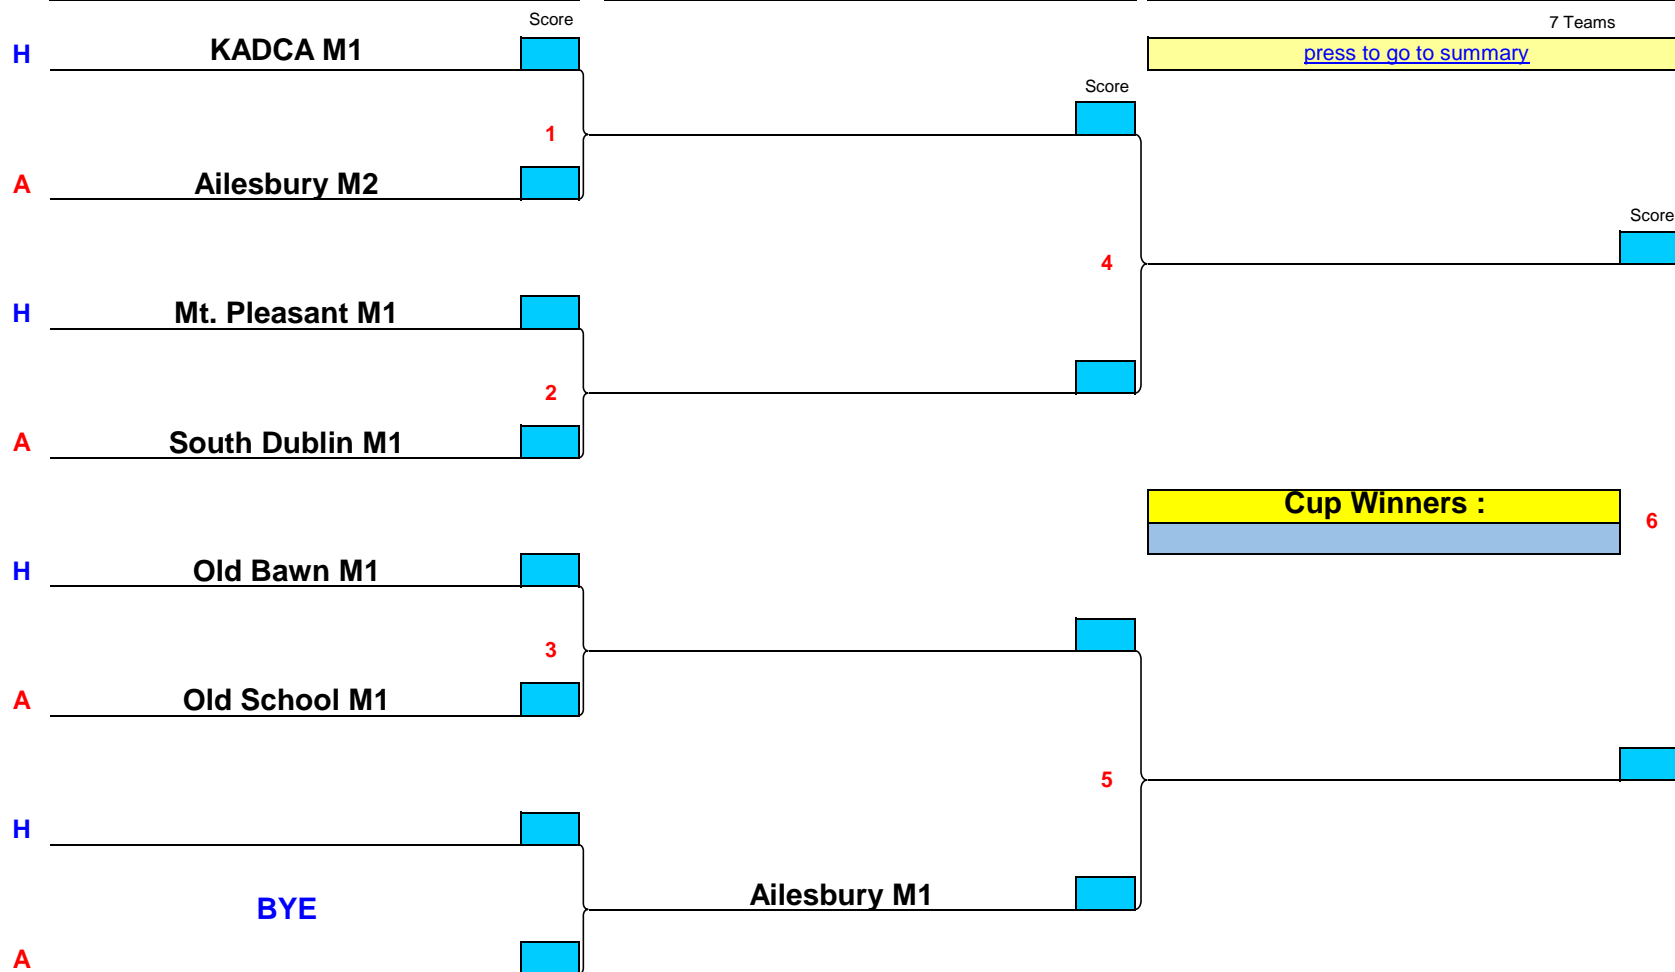 Score
7 Teams
H KADCA M1
press to go to summary
Score
1
A Ailesbury M2
Score
4
H Mt. Pleasant M1
2
A South Dublin M1
Cup Winners :
6
H Old Bawn M1
3
A Old School M1
5
H
Ailesbury M1
BYE
A